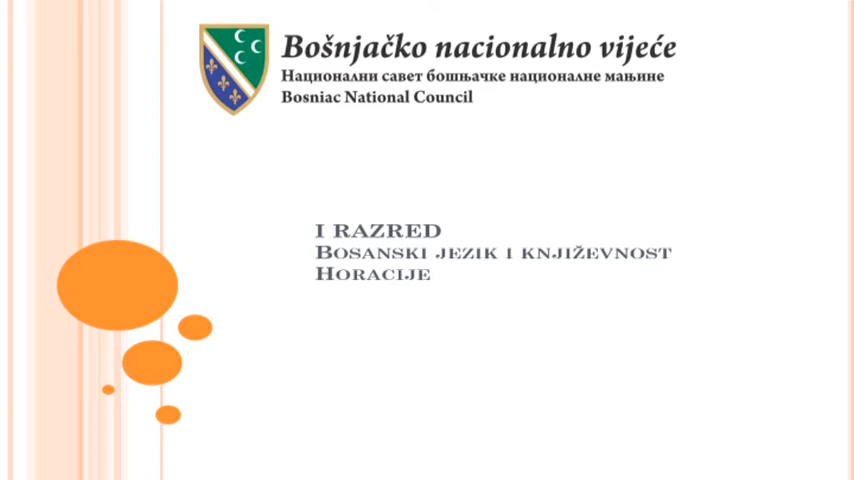 Bošnjačko nacionalno vijeće
Национални савет бошњачке националне мањине
Bosniac National Council
I RAZRED
Bosanski jezik i književnost
Horacije